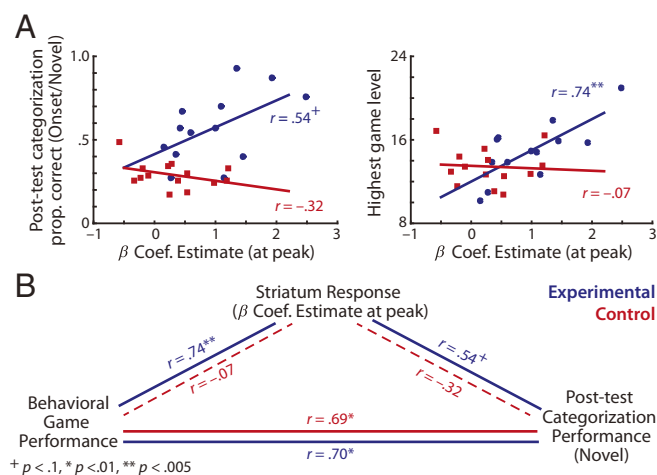 A
Post-test categorization
prop. correct (Onset/Novel)
1.0
.5
0
r = .54+
r = –.32
–1 0 1 2 3
β Coef. Estimate (at peak)
Highest game level
24
20
16
12
8
r = .74**
r = –.07
–1 0 1 2 3
β Coef. Estimate (at peak)
B
Striatum Response
(β Coef. Estimate at peak)
Experimental
Control
r = .74**
r = –.07
r = .54+
r = –.32
Behavioral
Game
Performance
r = .69*
r = .70*
Post-test
Categorization
Performance
(Novel)
+ p < .1, * p <.01, ** p < .005